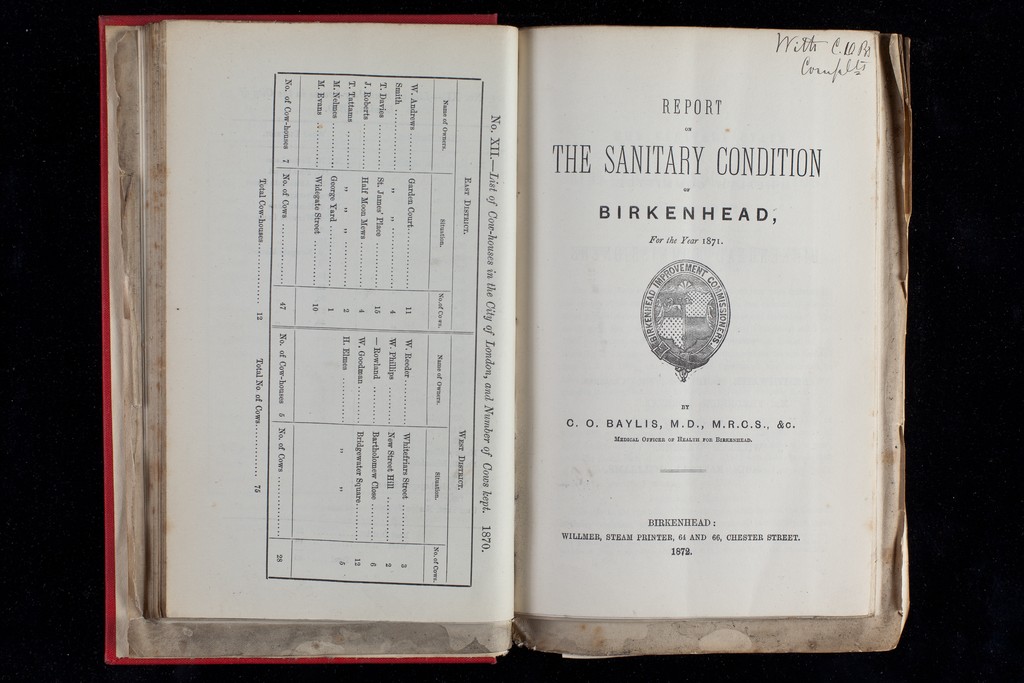 No. XII.—List of Cow-houses in the City of London, and Number of Cows kept. 1870.
EAST DISTRICT. WEST DISTRICT.
Name of Owners. Situation. No. of Cows. Name of Owners. Situation. No. of Cows.
W. Andrews Garden Court 11 W. Reeder Whitefriars Street 3
Smith " " 4 W. Phillips New Street Hill 2
T. Davies St. James' Place 15 — Rowland Bartholomew Close 6
J. Roberts Half Moon Mews 4 W. Goodman Bridgewater Square 12
T. Tattams " " " 2 H. Elmes " " 5
M. Nelmes George Yard 1
M. Evans Widegate Street 10
No. of Cow-houses 7 No. of Cows 47 No. of Cow-houses 5 No. of Cows 28
Total Cow-houses 12 Total No of Cows 75
With
REPORT
ON
THE SANITARY CONDITION
OF
BIRKENHEAD,
For the Year 1871.
BIRKENHEAD IMPROVEMENT COMMISSIONERS.
BY
C. O. BAYLIS, M.D., M.R.C.S., &c.
MEDICAL OFFICER OF HEALTH FOR BIRKENHEAD.
BIRKENHEAD:
WILLMER, STEAM PRINTER, 64 AND 66, CHESTER STREET.
1872.